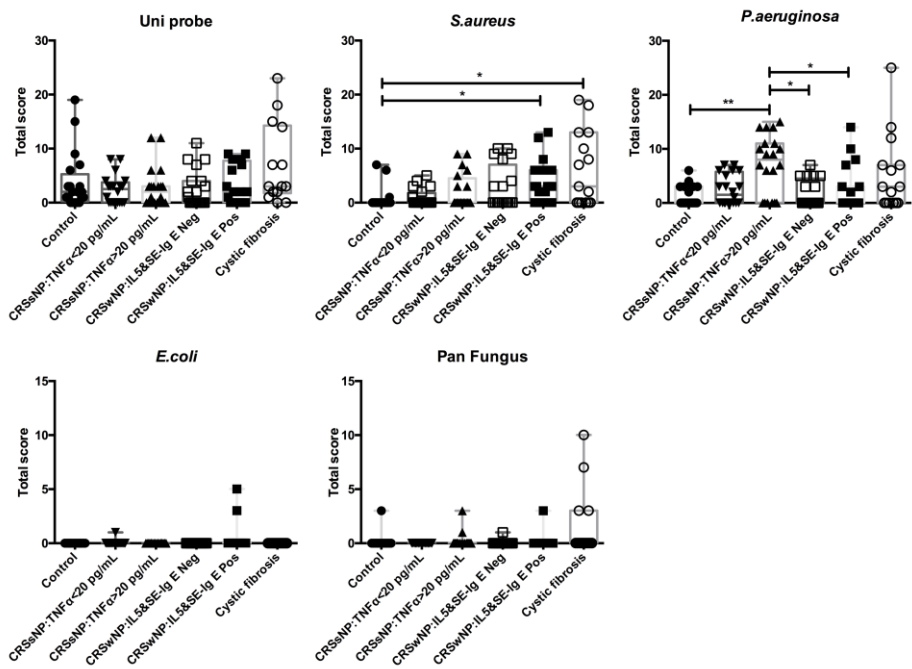 Uni probe
30
20
10
0
Total score
Control
CRSsNP:TNFα<20 pg/mL
CRSsNP:TNFα>20 pg/mL
CRSwNP:IL5&SE-Ig E Neg
CRSwNP:IL5&SE-Ig E Pos
Cystic fibrosis
S.aureus
30
20
10
0
Total score
*
*
Control
CRSsNP:TNFα<20 pg/mL
CRSsNP:TNFα>20 pg/mL
CRSwNP:IL5&SE-Ig E Neg
CRSwNP:IL5&SE-Ig E Pos
Cystic fibrosis
P.aeruginosa
30
20
10
0
Total score
*
*
**
Control
CRSsNP:TNFα<20 pg/mL
CRSsNP:TNFα>20 pg/mL
CRSwNP:IL5&SE-Ig E Neg
CRSwNP:IL5&SE-Ig E Pos
Cystic fibrosis
E.coli
15
10
5
0
Total score
Control
CRSsNP:TNFα<20 pg/mL
CRSsNP:TNFα>20 pg/mL
CRSwNP:IL5&SE-Ig E Neg
CRSwNP:IL5&SE-Ig E Pos
Cystic fibrosis
Pan Fungus
15
10
5
0
Total score
Control
CRSsNP:TNFα<20 pg/mL
CRSsNP:TNFα>20 pg/mL
CRSwNP:IL5&SE-Ig E Neg
CRSwNP:IL5&SE-Ig E Pos
Cystic fibrosis